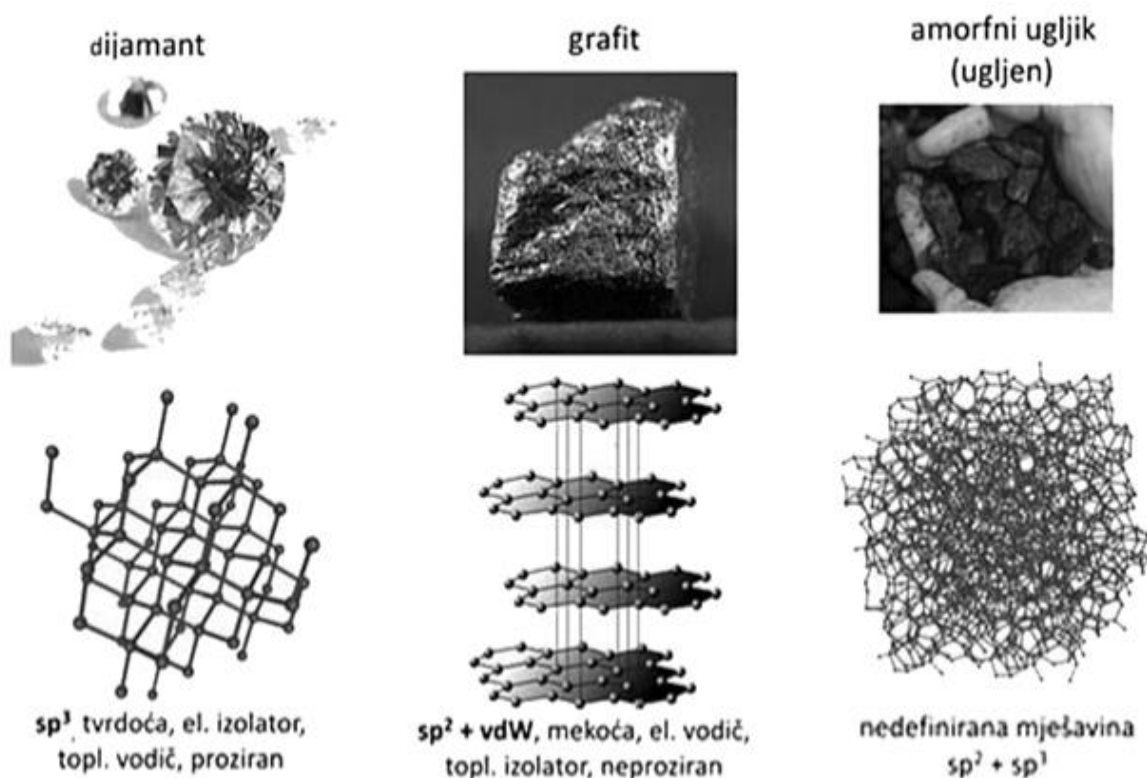 dijamant
grafit
amorfni ugljik
(ugljen)
sp³, tvrdoća, el. izolator,
topl. vodič, proziran
sp² + vdW, mekoća, el. vodič,
topl. izolator, neproziran
nedefinirana mješavina
sp² + sp³